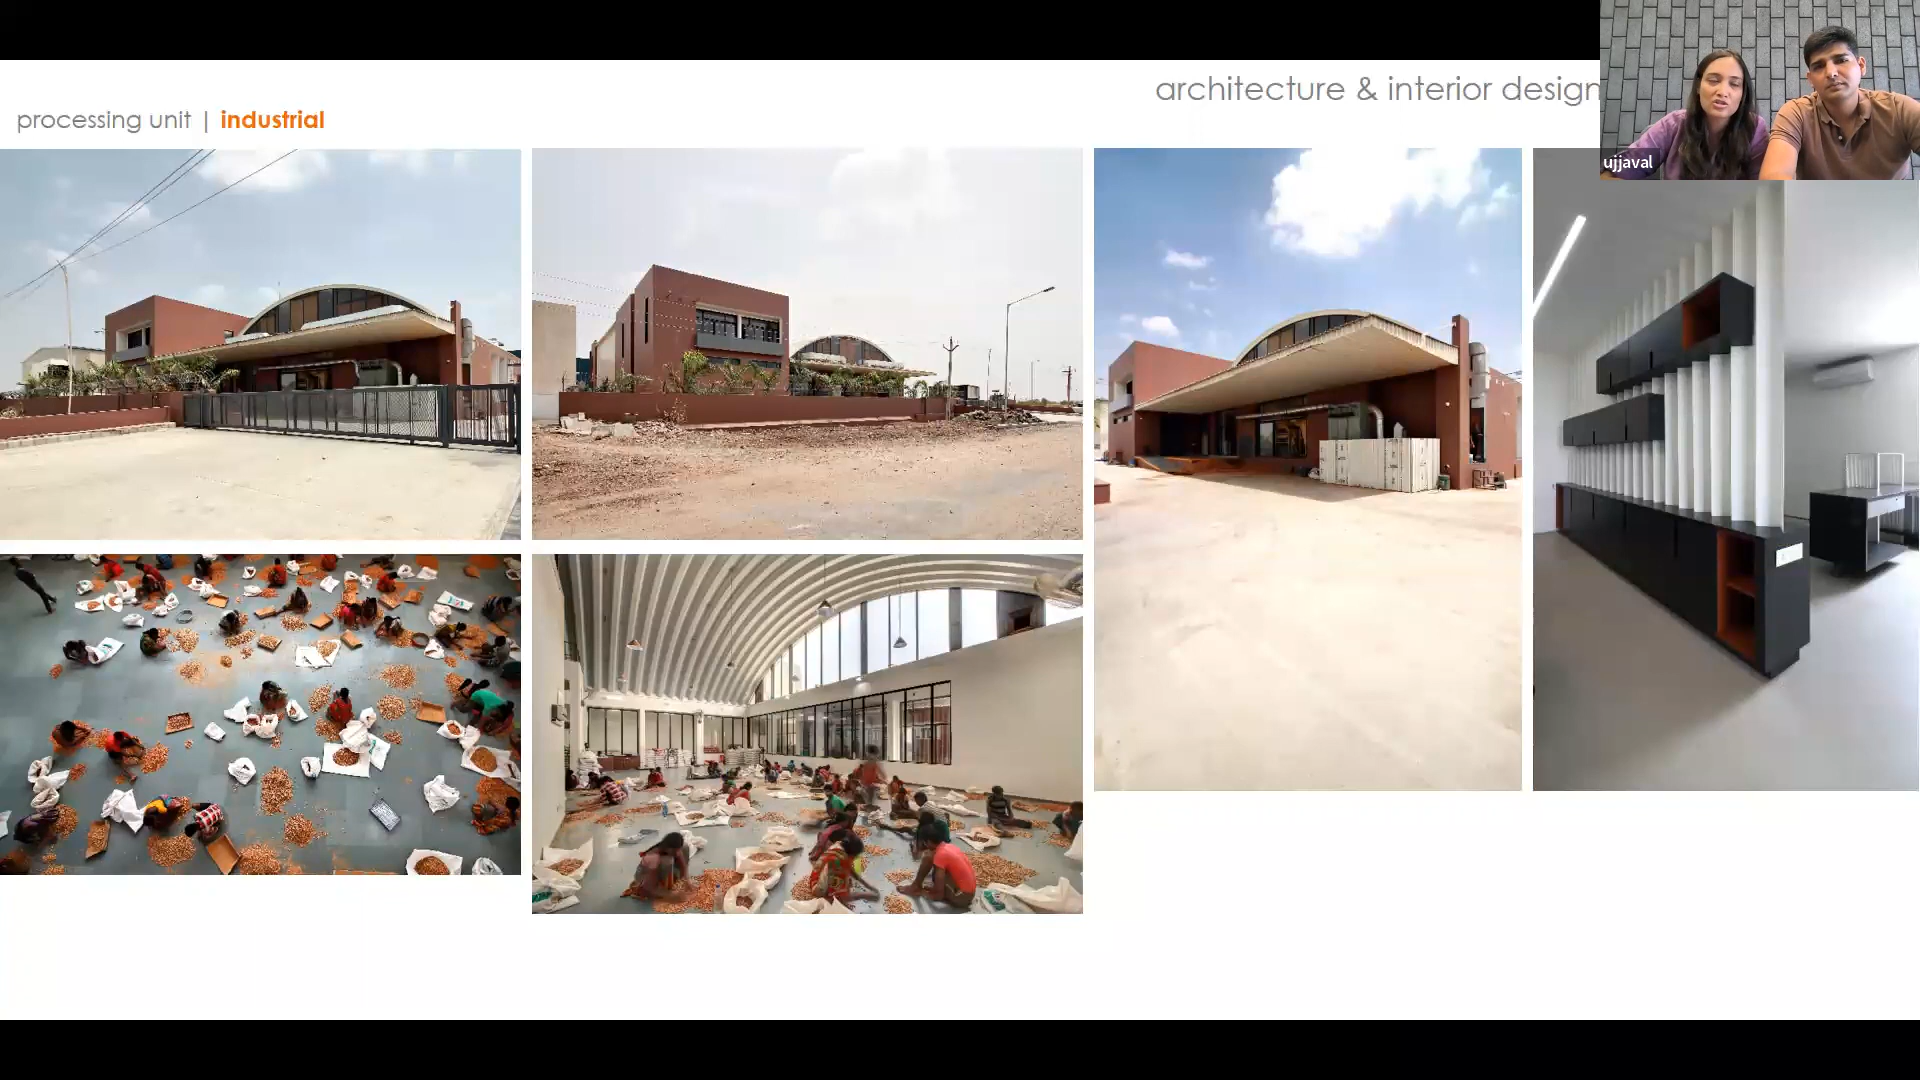 architecture & interior design
processing unit | industrial
ujjaval